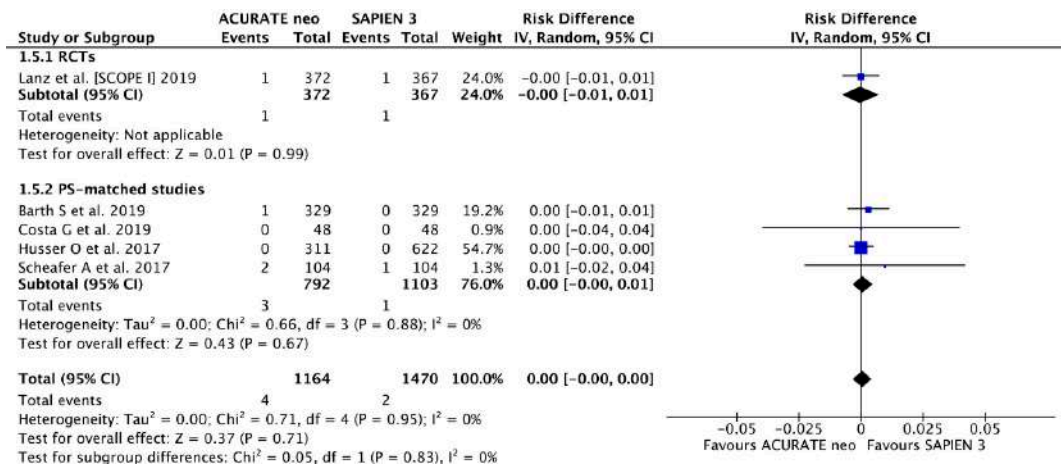 ACURATE neo SAPIEN 3 Risk Difference Risk Difference
Study or Subgroup Events Total Events Total Weight IV, Random, 95% CI IV, Random, 95% CI
1.5.1 RCTs
Lanz et al. [SCOPE I] 2019 1 372 1 367 24.0% -0.00 [-0.01, 0.01]
Subtotal (95% CI) 372 367 24.0% -0.00 [-0.01, 0.01]
Total events 1 1
Heterogeneity: Not applicable
Test for overall effect: Z = 0.01 (P = 0.99)
1.5.2 PS-matched studies
Barth S et al. 2019 1 329 0 329 19.2% 0.00 [-0.01, 0.01]
Costa G et al. 2019 0 48 0 48 0.9% 0.00 [-0.04, 0.04]
Husser O et al. 2017 0 311 0 622 54.7% 0.00 [-0.00, 0.00]
Scheafer A et al. 2017 2 104 1 104 1.3% 0.01 [-0.02, 0.04]
Subtotal (95% CI) 792 1103 76.0% 0.00 [-0.00, 0.01]
Total events 3 1
Heterogeneity: Tau² = 0.00; Chi² = 0.66, df = 3 (P = 0.88); I² = 0%
Test for overall effect: Z = 0.43 (P = 0.67)
Total (95% CI) 1164 1470 100.0% 0.00 [-0.00, 0.00]
Total events 4 2
Heterogeneity: Tau² = 0.00; Chi² = 0.71, df = 4 (P = 0.95); I² = 0%
Test for overall effect: Z = 0.37 (P = 0.71)
Test for subgroup differences: Chi² = 0.05, df = 1 (P = 0.83), I² = 0%
-0.05 -0.025 0 0.025 0.05
Favours ACURATE neo Favours SAPIEN 3